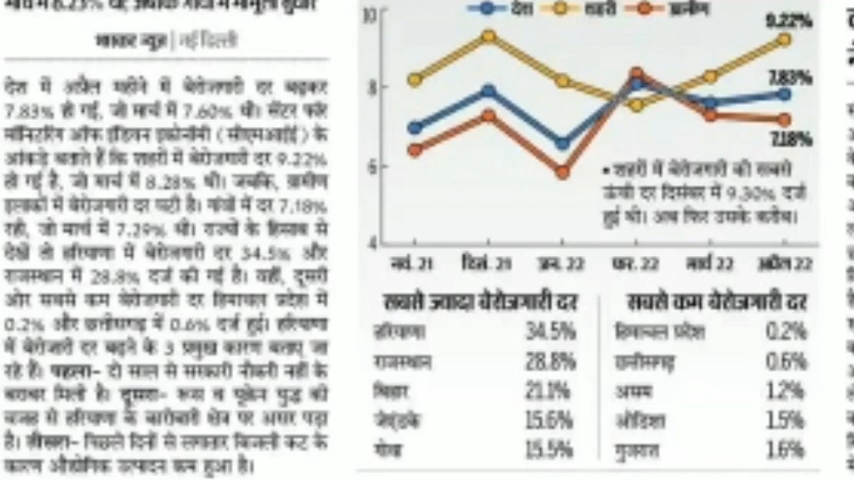 मार्च में 8.23% थी;
भास्कर न्यूज | नई दिल्ली
देश में अप्रैल महीने में बेरोजगारी दर बढ़कर
7.83% हो गई, जो मार्च में 7.60% थी। सेंटर फॉर
मॉनिटरिंग ऑफ इंडियन इकोनॉमी (सीएमआईई) के
आंकड़े बताते हैं कि शहरों में बेरोजगारी दर 9.22%
हो गई है, जो मार्च में 8.28% थी। जबकि, ग्रामीण
इलाकों में बेरोजगारी दर घटी है। गांवों में दर 7.18%
रही, जो मार्च में 7.29% थी। राज्यों के हिसाब से
देखें तो हरियाणा में बेरोजगारी दर 34.5% और
राजस्थान में 28.8% दर्ज की गई है। वहीं, दूसरी
ओर सबसे कम बेरोजगारी दर हिमाचल प्रदेश में
0.2% और छत्तीसगढ़ में 0.6% दर्ज हुई। हरियाणा
में बेरोजगारी दर बढ़ने के 3 प्रमुख कारण बताए जा
रहे हैं। पहला- दो साल से सरकारी नौकरी नहीं के
बराबर मिली है। दूसरा- रूस व यूक्रेन युद्ध की
वजह से हरियाणा के कारोबारी क्षेत्र पर असर पड़ा
है। तीसरा- पिछले दिनों से लगातार बिजली कट के
कारण औद्योगिक उत्पादन कम हुआ है।
देश शहरी ग्रामीण
10
8
6
4
9.22%
7.83%
7.18%
• शहरों में बेरोजगारी की सबसे
ऊंची दर दिसंबर में 9.30% दर्ज
हुई थी। अब फिर उसके करीब।
नवं. 21 दिसं. 21 जन. 22 फर. 22 मार्च 22 अप्रैल 22
सबसे ज्यादा बेरोजगारी दर
हरियाणा 34.5%
राजस्थान 28.8%
बिहार 21.1%
जेएंडके 15.6%
गोवा 15.5%
सबसे कम बेरोजगारी दर
हिमाचल प्रदेश 0.2%
छत्तीसगढ़ 0.6%
असम 1.2%
ओडिशा 1.5%
गुजरात 1.6%